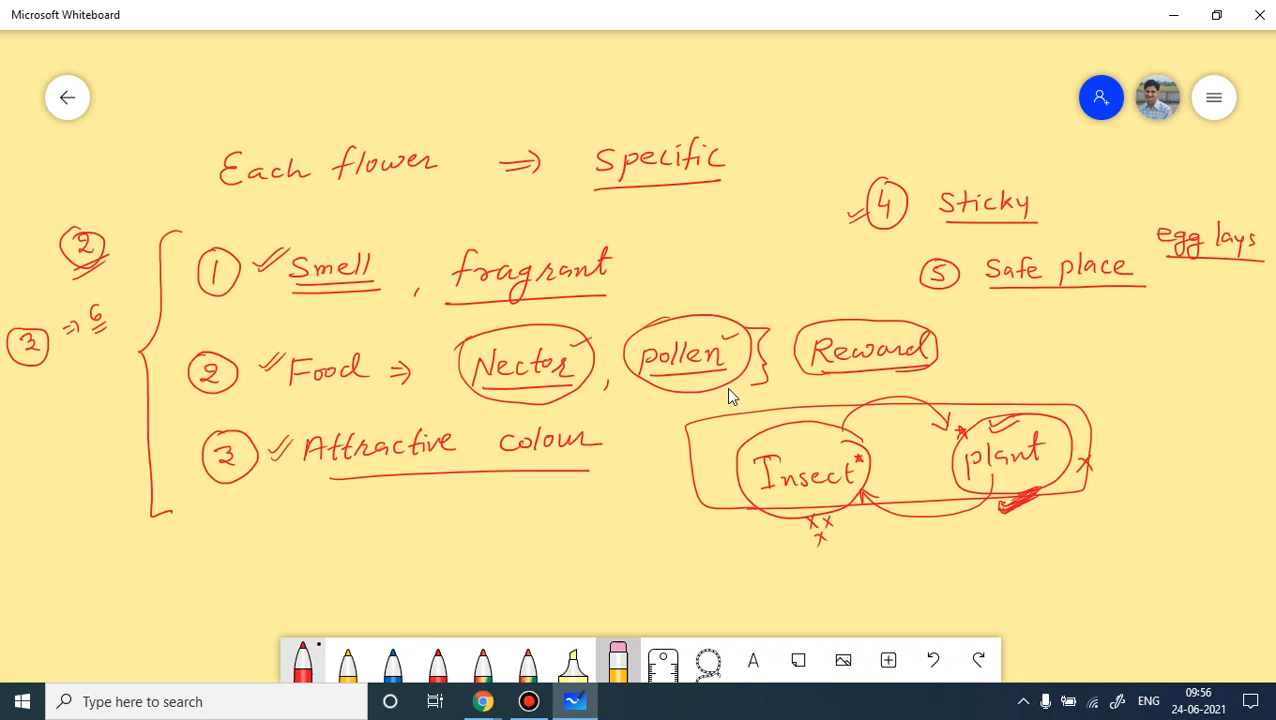 Microsoft Whiteboard
Each flower ⇒ Specific
② { ① ✓ Smell, fragrant
③ ⇒ 6
② ✓ Food ⇒ Nector ✓, pollen ✓ } Reward
3 ✓ Attractive colour
✓ ④ Sticky
⑤ Safe place egg lays
Insect* *plant ✓ x
x x
x
A
Type here to search
ENG
09:56
24-06-2021